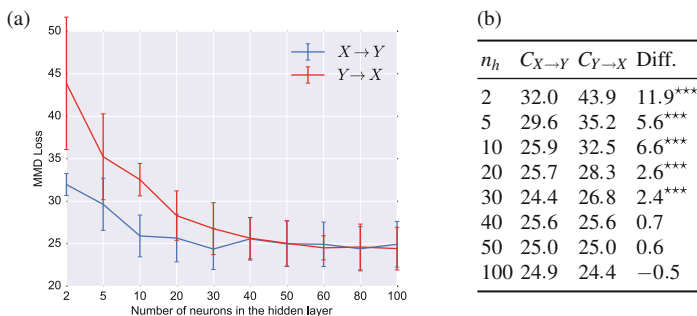 (a)
50
45
40
35
30
25
20
MMD Loss
X → Y
Y → X
2 5 10 20 30 40 50 60 80 100
Number of neurons in the hidden layer
(b)
n_h C_{X→Y} C_{Y→X} Diff.
2 32.0 43.9 11.9***
5 29.6 35.2 5.6***
10 25.9 32.5 6.6***
20 25.7 28.3 2.6***
30 24.4 26.8 2.4***
40 25.6 25.6 0.7
50 25.0 25.0 0.6
100 24.9 24.4 −0.5